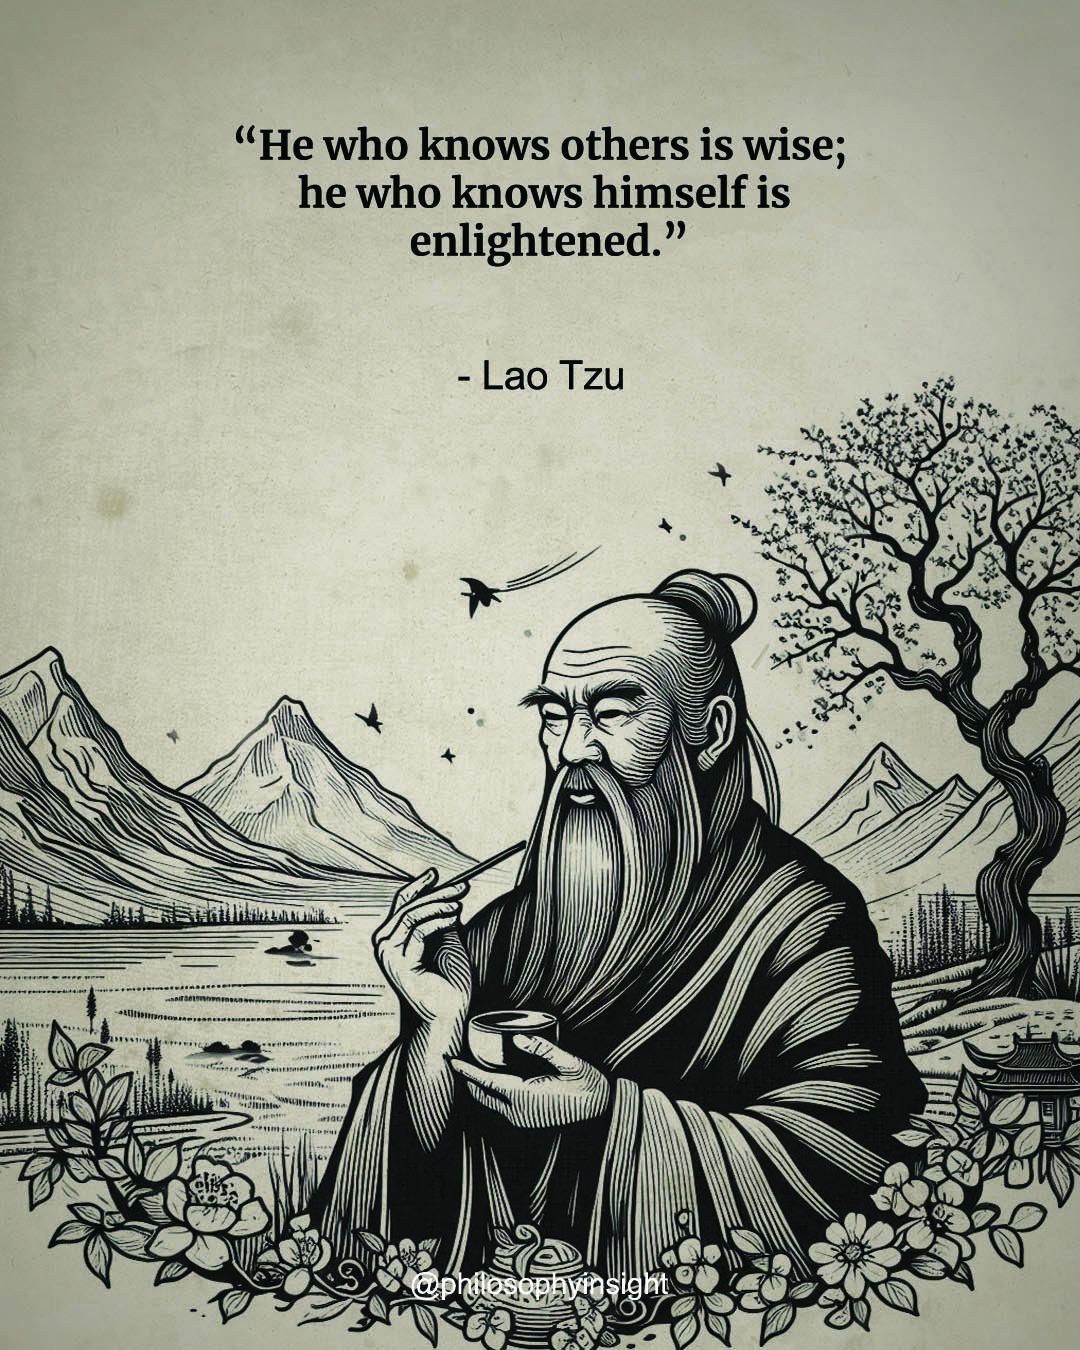 “He who knows others is wise;
he who knows himself is
enlightened.”
- Lao Tzu
@philosophyinsight